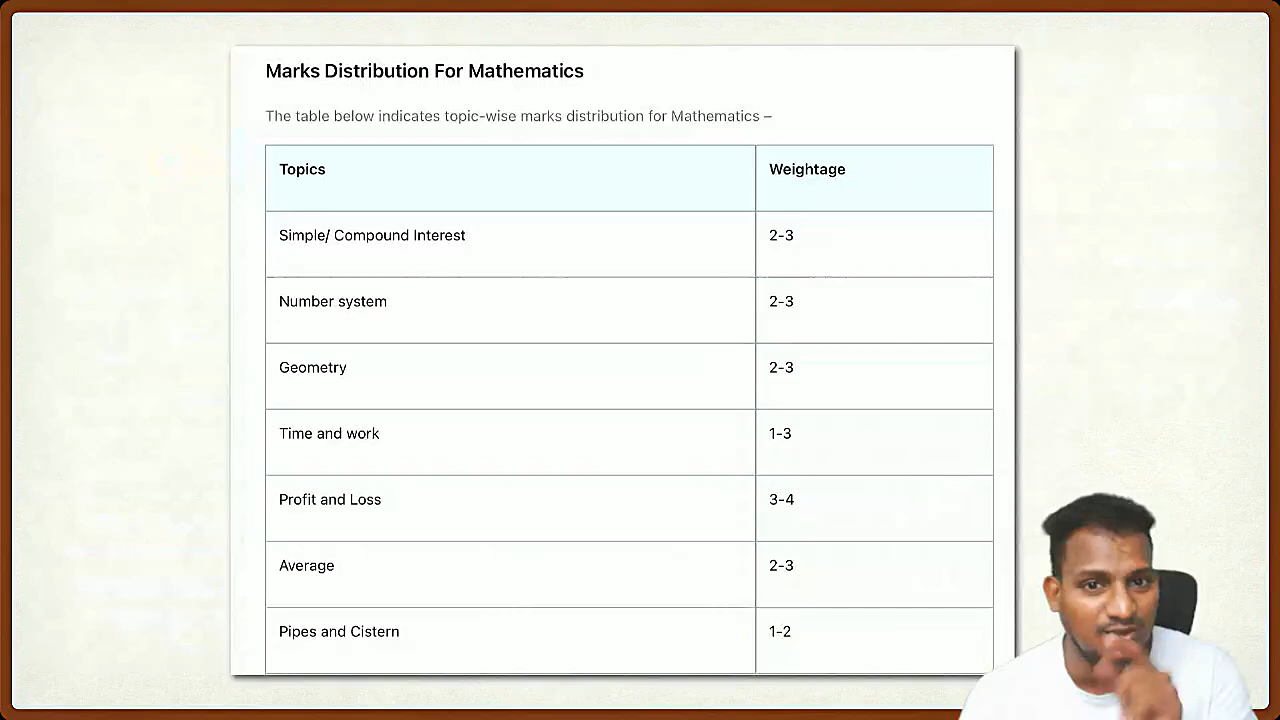 Marks Distribution For Mathematics
The table below indicates topic-wise marks distribution for Mathematics –
Topics Weightage
Simple/ Compound Interest 2-3
Number system 2-3
Geometry 2-3
Time and work 1-3
Profit and Loss 3-4
Average 2-3
Pipes and Cistern 1-2